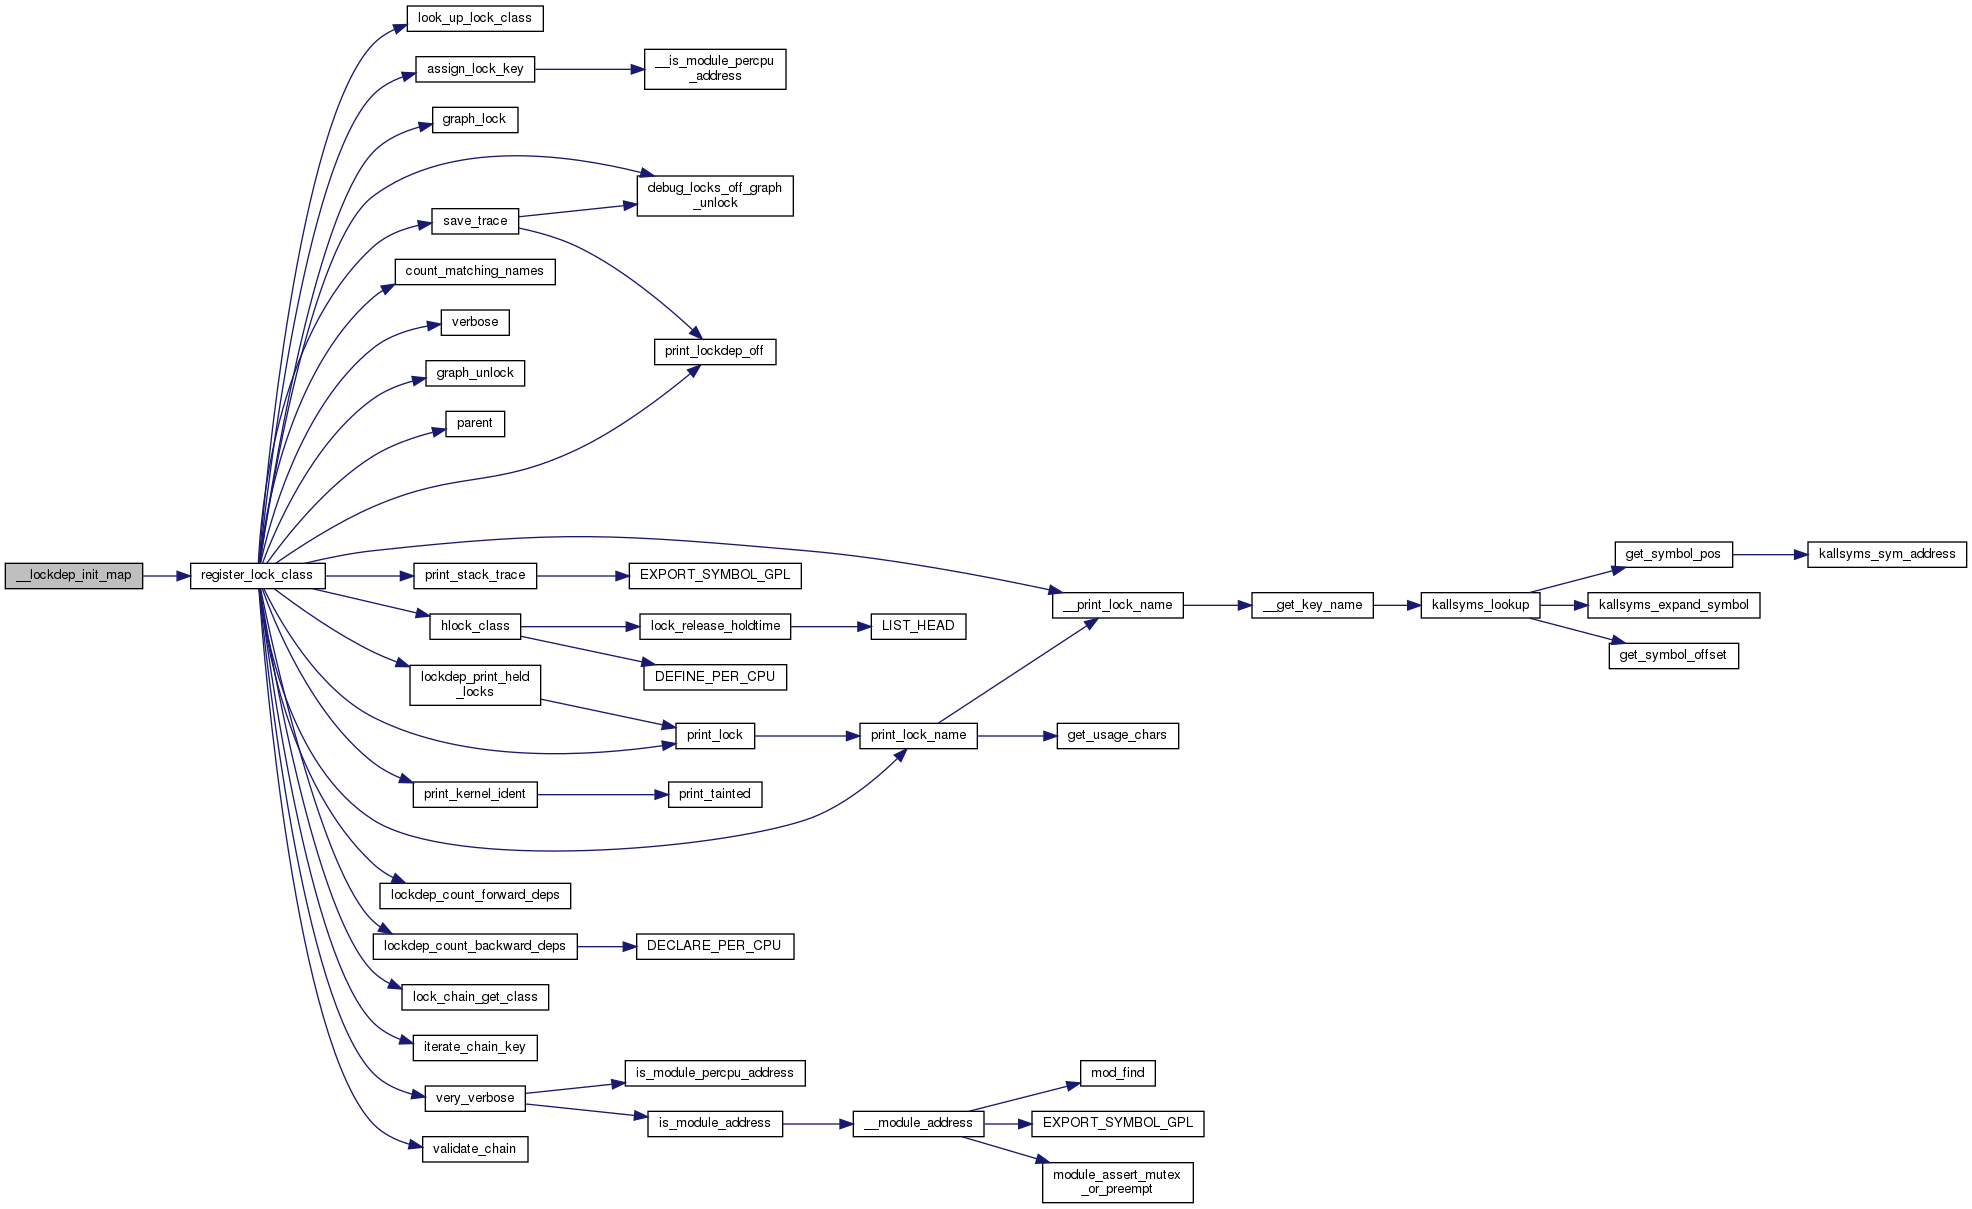 look_up_lock_class
assign_lock_key
__is_module_percpu
_address
graph_lock
debug_locks_off_graph
_unlock
save_trace
count_matching_names
verbose
print_lockdep_off
graph_unlock
parent
__lockdep_init_map
register_lock_class
print_stack_trace
EXPORT_SYMBOL_GPL
__print_lock_name
__get_key_name
kallsyms_lookup
get_symbol_pos
kallsyms_sym_address
kallsyms_expand_symbol
get_symbol_offset
hlock_class
lock_release_holdtime
LIST_HEAD
DEFINE_PER_CPU
lockdep_print_held
_locks
print_lock
print_lock_name
get_usage_chars
print_kernel_ident
print_tainted
lockdep_count_forward_deps
lockdep_count_backward_deps
DECLARE_PER_CPU
lock_chain_get_class
iterate_chain_key
very_verbose
is_module_percpu_address
is_module_address
__module_address
mod_find
EXPORT_SYMBOL_GPL
module_assert_mutex
_or_preempt
validate_chain